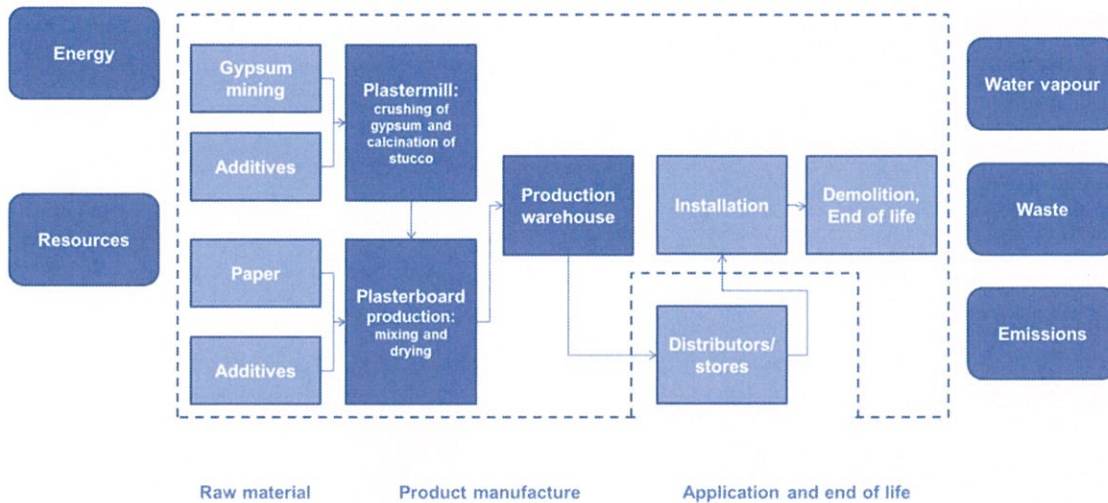 Energy
Resources
Gypsum
mining
Additives
Paper
Additives
Plastermill:
crushing of
gypsum and
calcination of
stucco
Plasterboard
production:
mixing and
drying
Production
warehouse
Installation
Demolition,
End of life
Distributors/
stores
Water vapour
Waste
Emissions
Raw material
Product manufacture
Application and end of life